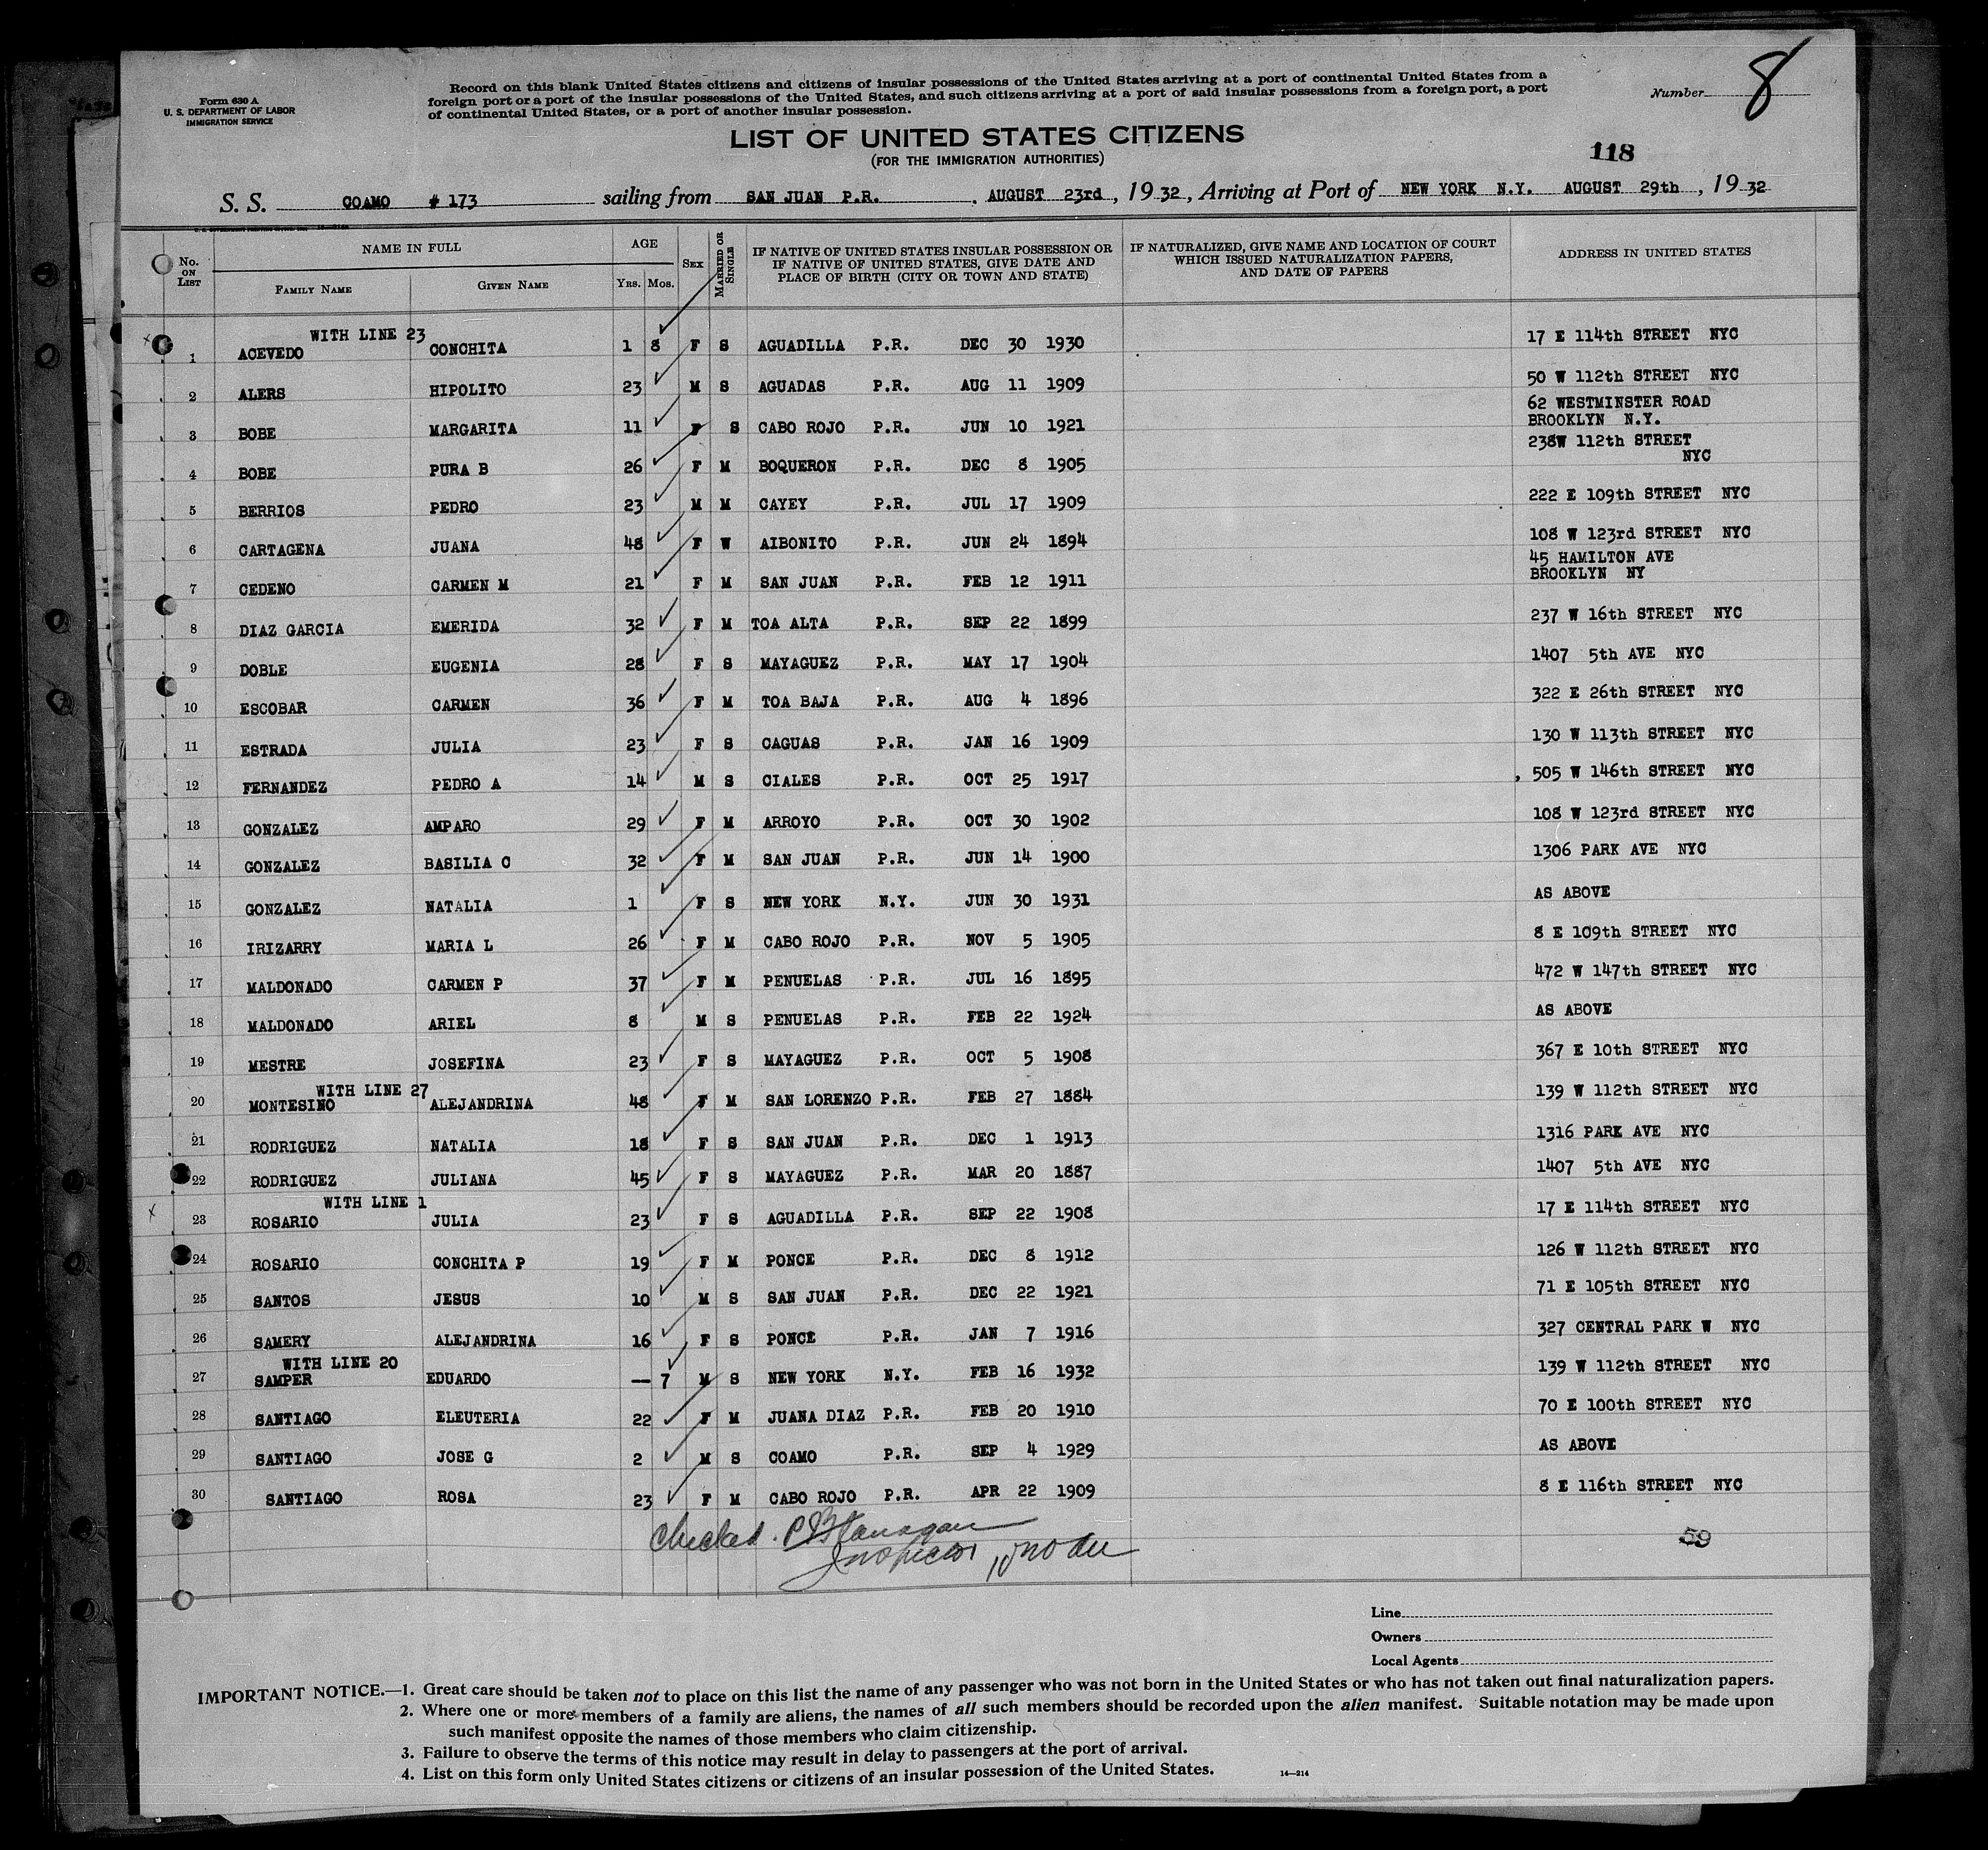 Form 630 A
U. S. DEPARTMENT OF LABOR
IMMIGRATION SERVICE
Record on this blank United States citizens and citizens of insular possessions of the United States arriving at a port of continental United States from a
foreign port or a port of the insular possessions of the United States, and such citizens arriving at a port of said insular possessions from a foreign port, a port
of continental United States, or a port of another insular possession.
Number 8
LIST OF UNITED STATES CITIZENS
(FOR THE IMMIGRATION AUTHORITIES)
118
S. S. COAMO # 173 sailing from SAN JUAN P.R. , AUGUST 23rd , 19 32 , Arriving at Port of NEW YORK N.Y. AUGUST 29th , 19 32
No. ON LIST
NAME IN FULL
FAMILY NAME
GIVEN NAME
AGE
YRS. MOS.
SEX
MARRIED OR SINGLE
IF NATIVE OF UNITED STATES INSULAR POSSESSION OR
IF NATIVE OF UNITED STATES, GIVE DATE AND
PLACE OF BIRTH (CITY OR TOWN AND STATE)
IF NATURALIZED, GIVE NAME AND LOCATION OF COURT
WHICH ISSUED NATURALIZATION PAPERS,
AND DATE OF PAPERS
ADDRESS IN UNITED STATES
WITH LINE 23
1 ACEVEDO CONCHITA 1 8 F S AGUADILLA P.R. DEC 30 1930 17 E 114th STREET NYC
2 ALERS HIPOLITO 23 M S AGUADAS P.R. AUG 11 1909 50 W 112th STREET NYC
3 BOBE MARGARITA 11 F S CABO ROJO P.R. JUN 10 1921 62 WESTMINSTER ROAD
BROOKLYN N.Y.
4 BOBE PURA B 26 F M BOQUERON P.R. DEC 8 1905 238W 112th STREET
NYC
5 BERRIOS PEDRO 23 M M CAYEY P.R. JUL 17 1909 222 E 109th STREET NYC
6 CARTAGENA JUANA 48 F W AIBONITO P.R. JUN 24 1894 108 W 123rd STREET NYC
7 CEDENO CARMEN M 21 F M SAN JUAN P.R. FEB 12 1911 45 HAMILTON AVE
BROOKLYN NY
8 DIAZ GARCIA EMERIDA 32 F M TOA ALTA P.R. SEP 22 1899 237 W 16th STREET NYC
9 DOBLE EUGENIA 28 F S MAYAGUEZ P.R. MAY 17 1904 1407 5th AVE NYC
10 ESCOBAR CARMEN 36 F M TOA BAJA P.R. AUG 4 1896 322 E 26th STREET NYC
11 ESTRADA JULIA 23 F S CAGUAS P.R. JAN 16 1909 130 W 113th STREET NYC
12 FERNANDEZ PEDRO A 14 M S CIALES P.R. OCT 25 1917 505 W 146th STREET NYC
13 GONZALEZ AMPARO 29 F M ARROYO P.R. OCT 30 1902 108 W 123rd STREET NYC
14 GONZALEZ BASILIA C 32 F M SAN JUAN P.R. JUN 14 1900 1306 PARK AVE NYC
15 GONZALEZ NATALIA 1 F S NEW YORK N.Y. JUN 30 1931 AS ABOVE
16 IRIZARRY MARIA L 26 F M CABO ROJO P.R. NOV 5 1905 8 E 109th STREET NYC
17 MALDONADO CARMEN P 37 F M PENUELAS P.R. JUL 16 1895 472 W 147th STREET NYC
18 MALDONADO ARIEL 8 M S PENUELAS P.R. FEB 22 1924 AS ABOVE
19 MESTRE JOSEFINA 23 F S MAYAGUEZ P.R. OCT 5 1908 367 E 10th STREET NYC
WITH LINE 27
20 MONTESINO ALEJANDRINA 48 F M SAN LORENZO P.R. FEB 27 1884 139 W 112th STREET NYC
21 RODRIGUEZ NATALIA 18 F S SAN JUAN P.R. DEC 1 1913 1316 PARK AVE NYC
22 RODRIGUEZ JULIANA 45 F S MAYAGUEZ P.R. MAR 20 1887 1407 5th AVE NYC
WITH LINE 1
23 ROSARIO JULIA 23 F S AGUADILLA P.R. SEP 22 1908 17 E 114th STREET NYC
24 ROSARIO CONCHITA P 19 F M PONCE P.R. DEC 8 1912 126 W 112th STREET NYC
25 SANTOS JESUS 10 M S SAN JUAN P.R. DEC 22 1921 71 E 105th STREET NYC
26 SAMERY ALEJANDRINA 16 F S PONCE P.R. JAN 7 1916 327 CENTRAL PARK W NYC
WITH LINE 20
27 SAMPER EDUARDO — 7 M S NEW YORK N.Y. FEB 16 1932 139 W 112th STREET NYC
28 SANTIAGO ELEUTERIA 22 F M JUANA DIAZ P.R. FEB 20 1910 70 E 100th STREET NYC
29 SANTIAGO JOSE G 2 M S COAMO P.R. SEP 4 1929 AS ABOVE
30 SANTIAGO ROSA 23 F M CABO ROJO P.R. APR 22 1909 8 E 116th STREET NYC
Checked.
Inspector
59
Line
Owners
Local Agents
IMPORTANT NOTICE.—1. Great care should be taken not to place on this list the name of any passenger who was not born in the United States or who has not taken out final naturalization papers.
2. Where one or more members of a family are aliens, the names of all such members should be recorded upon the alien manifest. Suitable notation may be made upon
such manifest opposite the names of those members who claim citizenship.
3. Failure to observe the terms of this notice may result in delay to passengers at the port of arrival.
4. List on this form only United States citizens or citizens of an insular possession of the United States.
14—214